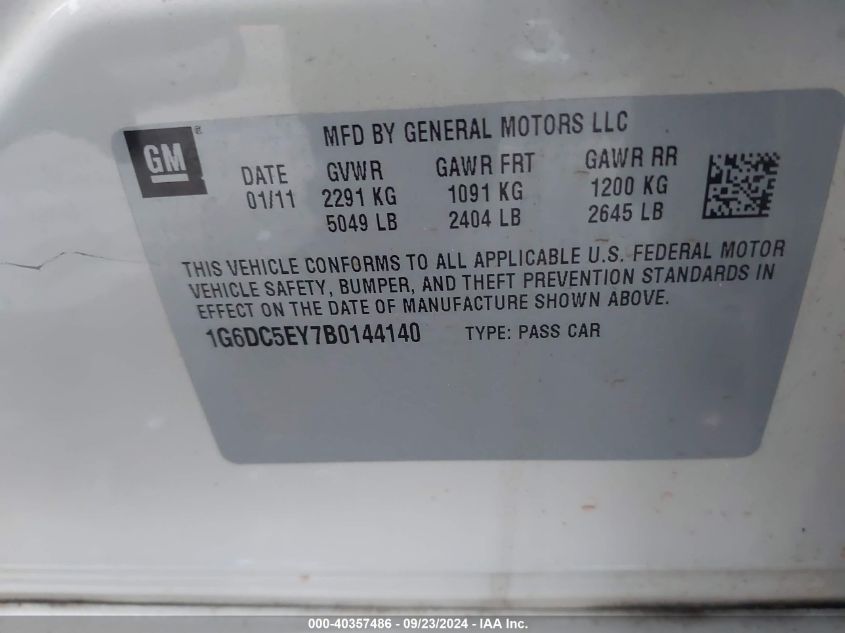 GM ®
MFD BY GENERAL MOTORS LLC
DATE GVWR GAWR FRT GAWR RR
01/11 2291 KG 1091 KG 1200 KG
5049 LB 2404 LB 2645 LB
THIS VEHICLE CONFORMS TO ALL APPLICABLE U.S. FEDERAL MOTOR
VEHICLE SAFETY, BUMPER, AND THEFT PREVENTION STANDARDS IN
EFFECT ON THE DATE OF MANUFACTURE SHOWN ABOVE.
1G6DC5EY7B0144140 TYPE: PASS CAR
000-40357486 - 09/23/2024 - IAA Inc.